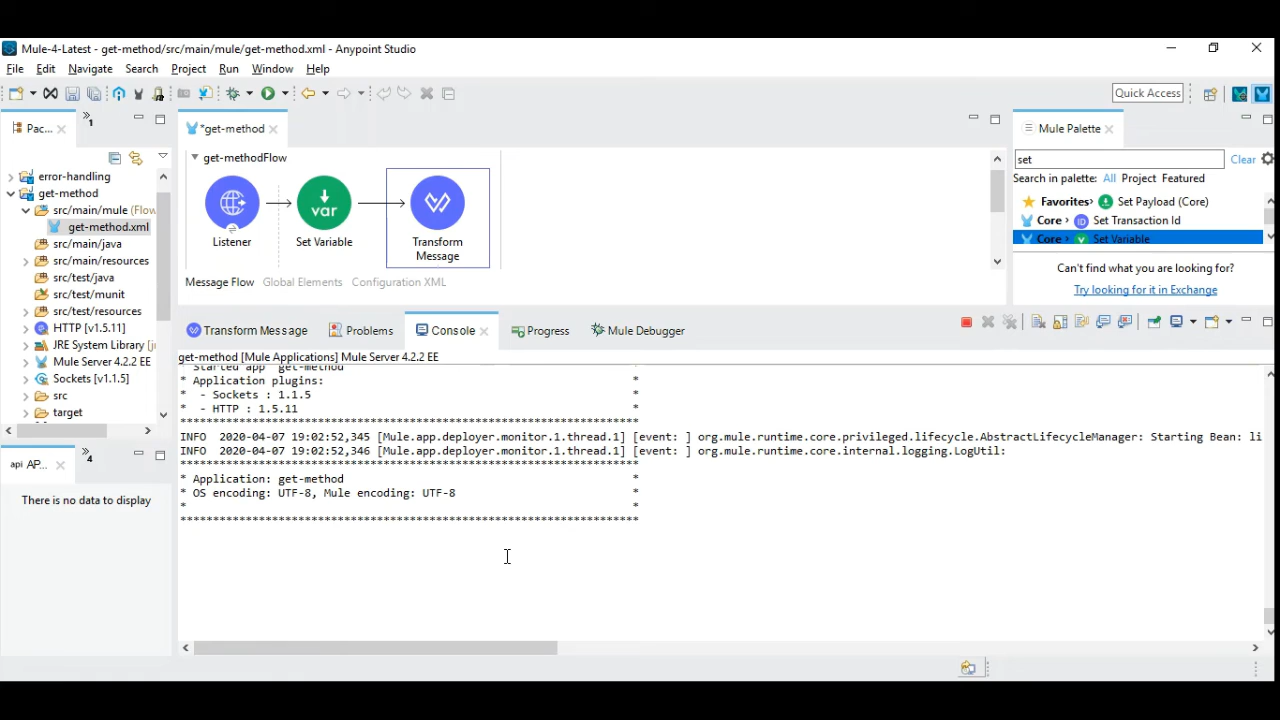 Mule-4-Latest - get-method/src/main/mule/get-method.xml - Anypoint Studio
File Edit Navigate Search Project Run Window Help
Quick Access
Pac...
1
*get-method
Mule Palette
error-handling
get-method
src/main/mule (Flow
get-method.xml
src/main/java
src/main/resources
src/test/java
src/test/munit
src/test/resources
HTTP [v1.5.11]
JRE System Library [
Mule Server 4.2.2 EE
Sockets [v1.1.5]
src
target
api AP...
4
There is no data to display
get-methodFlow
var
Listener
Set Variable
Transform
Message
Message Flow Global Elements Configuration XML
set
Clear
Search in palette: All Project Featured
Favorites> Set Payload (Core)
Core > ID Set Transaction Id
Core > Set Variable
Can't find what you are looking for?
Try looking for it in Exchange
Transform Message Problems Console Progress Mule Debugger
get-method [Mule Applications] Mule Server 4.2.2 EE
* Started app 'get-method'
* Application plugins: *
* - Sockets : 1.1.5 *
* - HTTP : 1.5.11 *
**********************************************************************
INFO 2020-04-07 19:02:52,345 [Mule.app.deployer.monitor.1.thread.1] [event: ] org.mule.runtime.core.privileged.lifecycle.AbstractLifecycleManager: Starting Bean: li
INFO 2020-04-07 19:02:52,346 [Mule.app.deployer.monitor.1.thread.1] [event: ] org.mule.runtime.core.internal.logging.LogUtil:
**********************************************************************
* Application: get-method *
* OS encoding: UTF-8, Mule encoding: UTF-8 *
* *
**********************************************************************